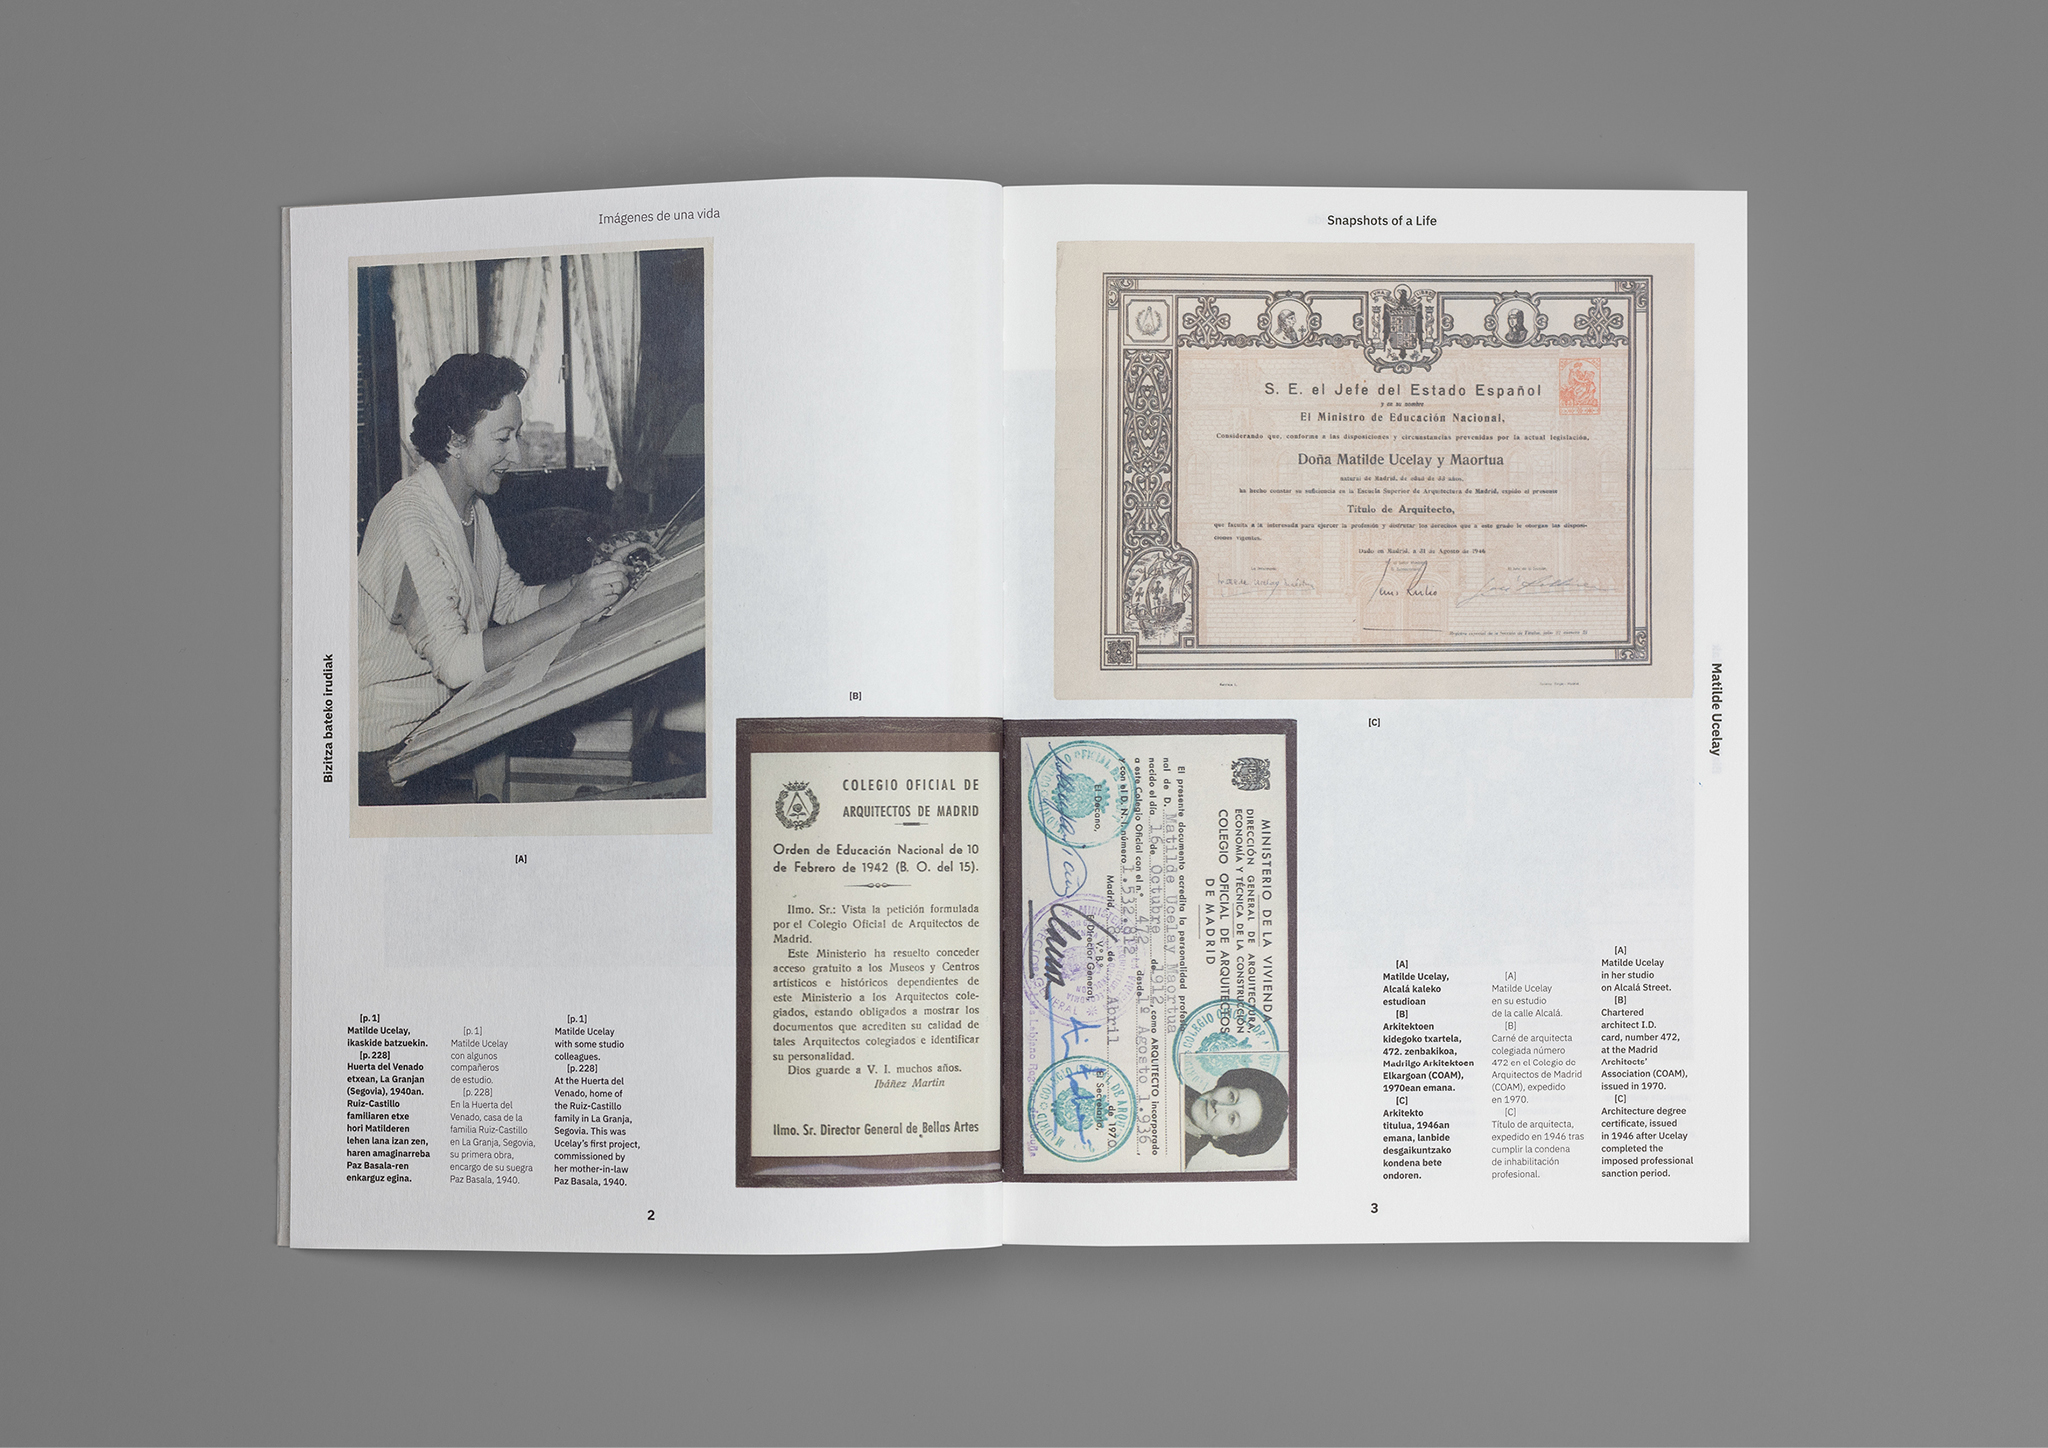 Imágenes de una vida
Bizitza bateko irudiak
[A]
[p. 1]
Matilde Ucelay,
ikaskide batzuekin.
[p. 228]
Huerta del Venado
etxean, La Granjan
(Segovia), 1940an.
Ruiz-Castillo
familiaren etxe
hori Matilderen
lehen lana izan zen,
haren amaginarreba
Paz Basala-ren
enkarguz egina.
[p. 1]
Matilde Ucelay
con algunos
compañeros
de estudio.
[p. 228]
En la Huerta del
Venado, casa de la
familia Ruiz-Castillo
en La Granja, Segovia,
su primera obra,
encargo de su suegra
Paz Basala, 1940.
[p. 1]
Matilde Ucelay
with some studio
colleagues.
[p. 228]
At the Huerta del
Venado, home of
the Ruiz-Castillo
family in La Granja,
Segovia. This was
Ucelay's first project,
commissioned by
her mother-in-law
Paz Basala, 1940.
2
[B]
COLEGIO OFICIAL DE
ARQUITECTOS DE MADRID
Orden de Educación Nacional de 10
de Febrero de 1942 (B. O. del 15).
Ilmo. Sr.: Vista la petición formulada
por el Colegio Oficial de Arquitectos de
Madrid.
Este Ministerio ha resuelto conceder
acceso gratuito a los Museos y Centros
artísticos e históricos dependientes de
este Ministerio a los Arquitectos cole-
giados, estando obligados a mostrar los
documentos que acrediten su calidad de
tales Arquitectos colegiados e identificar
su personalidad.
Dios guarde a V. I. muchos años.
Ibáñez Martín
Ilmo. Sr. Director General de Bellas Artes
Snapshots of a Life
S. E. el Jefe del Estado Español
y en su nombre
El Ministro de Educación Nacional,
Considerando que, conforme a las disposiciones y circunstancias prevenidas por la actual legislación,
Doña Matilde Ucelay y Maortua
natural de Madrid, de edad de 33 años,
ha hecho constar su suficiencia en la Escuela Superior de Arquitectura de Madrid, expido el presente
Título de Arquitecto,
que faculta a la interesada para ejercer la profesión y disfrutar los derechos que a este grado le otorgan las disposi-
ciones vigentes.
Dado en Madrid, a 31 de Agosto de 1946
[C]
Matilde Ucelay
MINISTERIO DE LA VIVIENDA
DIRECCIÓN GENERAL DE ARQUITECTURA,
ECONOMÍA Y TÉCNICA DE LA CONSTRUCCIÓN
COLEGIO OFICIAL DE ARQUITECTOS
DE MADRID
El presente documento acredita la personalidad profesio-
nal de D. Matilde Ucelay Maortua
nacido el día 16 de Octubre de 1912, como ARQUITECTO incorporado
a este Colegio Oficial con el n.º 472 desde 1º Agosto 1.936
y con el D. N. I. número 1.532.812
Madrid, de Abril de 1970
El Decano,
V.º B.º
El Director General,
El Secretario,
[A]
Matilde Ucelay,
Alcalá kaleko
estudioan
[B]
Arkitektoen
kidegoko txartela,
472. zenbakikoa,
Madrilgo Arkitektoen
Elkargoan (COAM),
1970ean emana.
[C]
Arkitekto
titulua, 1946an
emana, lanbide
desgaikuntzako
kondena bete
ondoren.
[A]
Matilde Ucelay
en su estudio
de la calle Alcalá.
[B]
Carné de arquitecta
colegiada número
472 en el Colegio de
Arquitectos de Madrid
(COAM), expedido
en 1970.
[C]
Título de arquitecta,
expedido en 1946 tras
cumplir la condena
de inhabilitación
profesional.
[A]
Matilde Ucelay
in her studio
on Alcalá Street.
[B]
Chartered
architect I.D.
card, number 472,
at the Madrid
Architects'
Association (COAM),
issued in 1970.
[C]
Architecture degree
certificate, issued
in 1946 after Ucelay
completed the
imposed professional
sanction period.
3